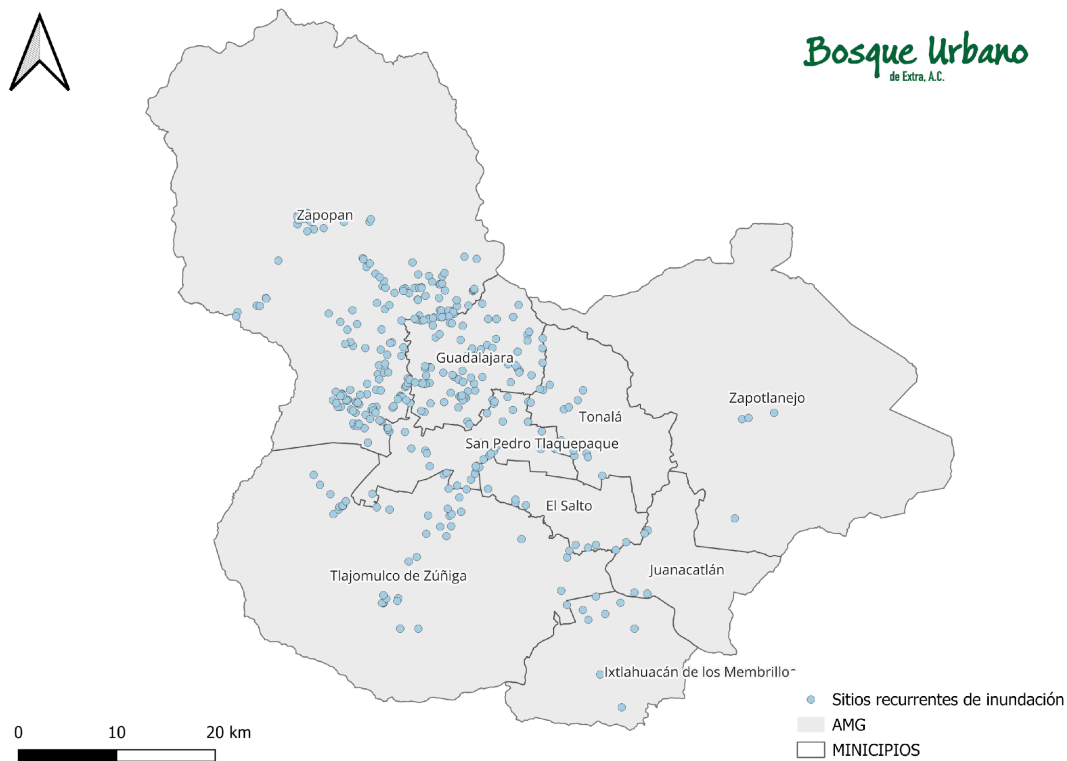 Bosque Urbano
de Extra, A.C.
Zapopan
Guadalajara
Zapotlanejo
Tonalá
San Pedro Tlaquepaque
El Salto
Juanacatlán
Tlajomulco de Zúñiga
Ixtlahuacán de los Membrillo
Sitios recurrentes de inundación
AMG
MINICIPIOS
0 10 20 km